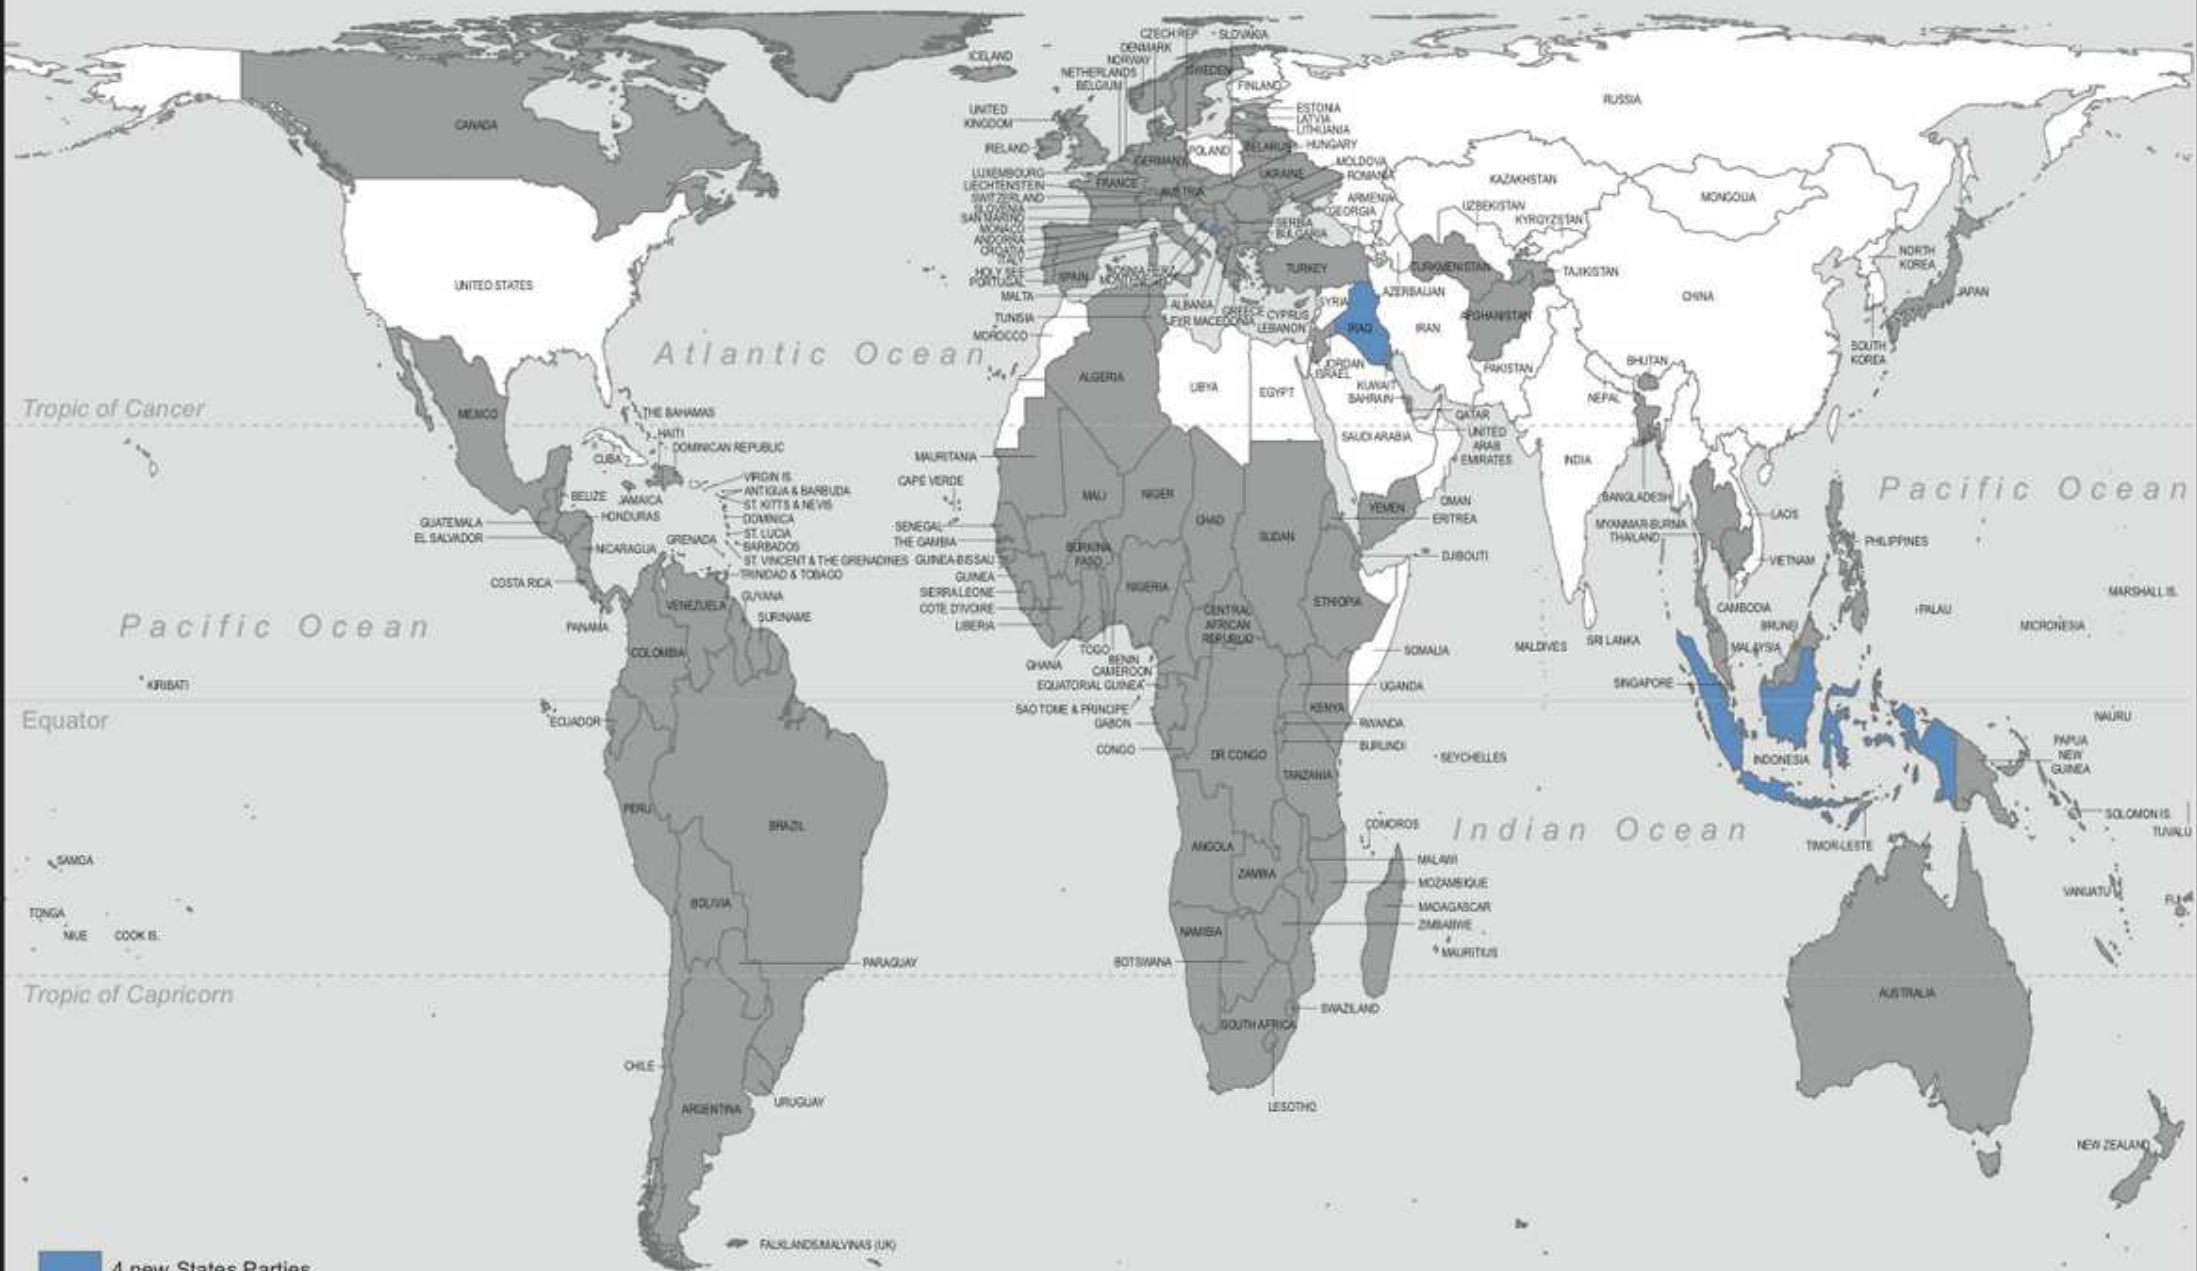 CZECH REP
SLOVAKIA
DENMARK
NORWAY
NETHERLANDS
BELGIUM
ICELAND
SWEDEN
FINLAND
RUSSIA
UNITED
KINGDOM
IRELAND
ESTONIA
LATVIA
LITHUANIA
CANADA
GERMANY
POLAND
BELARUS
HUNGARY
MOLDOVA
ROMANIA
UKRAINE
LUXEMBOURG
LIECHTENSTEIN
SWITZERLAND
SLOVENIA
SAN MARINO
MONACO
ANDORRA
CROATIA
ITALY
HOLY SEE
PORTUGAL
FRANCE
AUSTRIA
ARMENIA
GEORGIA
SERBIA
BULGARIA
KAZAKHSTAN
MONGOLIA
UZBEKISTAN
KYRGYZSTAN
UNITED STATES
SPAIN
BOSNIA-HERZ
MONTENEGRO
TURKEY
TURKMENISTAN
TAJIKISTAN
NORTH
KOREA
JAPAN
CHINA
MALTA
TUNISIA
MOROCCO
ALBANIA
FYR MACEDONIA
GREECE
CYPRUS
LEBANON
SYRIA
AZERBAIJAN
IRAQ
IRAN
AFGHANISTAN
SOUTH
KOREA
Atlantic Ocean
JORDAN
ISRAEL
KUWAIT
BAHRAIN
PAKISTAN
BHUTAN
NEPAL
ALGERIA
LIBYA
EGYPT
Tropic of Cancer
MEXICO
THE BAHAMAS
HAITI
DOMINICAN REPUBLIC
CUBA
QATAR
UNITED
ARAB
EMIRATES
SAUDI ARABIA
INDIA
MAURITANIA
CAPE VERDE
VIRGIN IS.
ANTIGUA & BARBUDA
ST. KITTS & NEVIS
DOMINICA
ST. LUCIA
BARBADOS
ST. VINCENT & THE GRENADINES
TRINIDAD & TOBAGO
BELIZE
JAMAICA
HONDURAS
GUATEMALA
EL SALVADOR
NICARAGUA
GRENADA
COSTA RICA
PANAMA
MALI
NIGER
CHAD
SUDAN
YEMEN
OMAN
ERITREA
DJIBOUTI
BANGLADESH
MYANMAR-BURMA
THAILAND
LAOS
VIETNAM
PHILIPPINES
Pacific Ocean
SENEGAL
THE GAMBIA
GUINEA-BISSAU
GUINEA
SIERRA LEONE
COTE D'IVOIRE
LIBERIA
BURKINA
FASO
NIGERIA
CENTRAL
AFRICAN
REPUBLIC
ETHIOPIA
VENEZUELA
GUYANA
SURINAME
Pacific Ocean
COLOMBIA
GHANA
TOGO
BENIN
CAMEROON
EQUATORIAL GUINEA
SAO TOME & PRINCIPE
GABON
CONGO
SOMALIA
UGANDA
KENYA
RWANDA
BURUNDI
MALDIVES
SRI LANKA
CAMBODIA
BRUNEI
MALAYSIA
SINGAPORE
PALAU
MARSHALL IS.
MICRONESIA
KIRIBATI
Equator
ECUADOR
DR CONGO
TANZANIA
SEYCHELLES
INDONESIA
NAURU
PAPUA
NEW
GUINEA
SOLOMON IS.
TUVALU
PERU
BRAZIL
COMOROS
Indian Ocean
TIMOR-LESTE
SAMOA
TONGA
NIUE
COOK IS.
ANGOLA
ZAMBIA
MALAWI
MOZAMBIQUE
MADAGASCAR
ZIMBABWE
MAURITIUS
VANUATU
BOLIVIA
NAMIBIA
BOTSWANA
PARAGUAY
Tropic of Capricorn
AUSTRALIA
SWAZILAND
SOUTH AFRICA
CHILE
ARGENTINA
URUGUAY
LESOTHO
NEW ZEALAND
FALKLANDS/MALVINAS (UK)
4 new States Parties